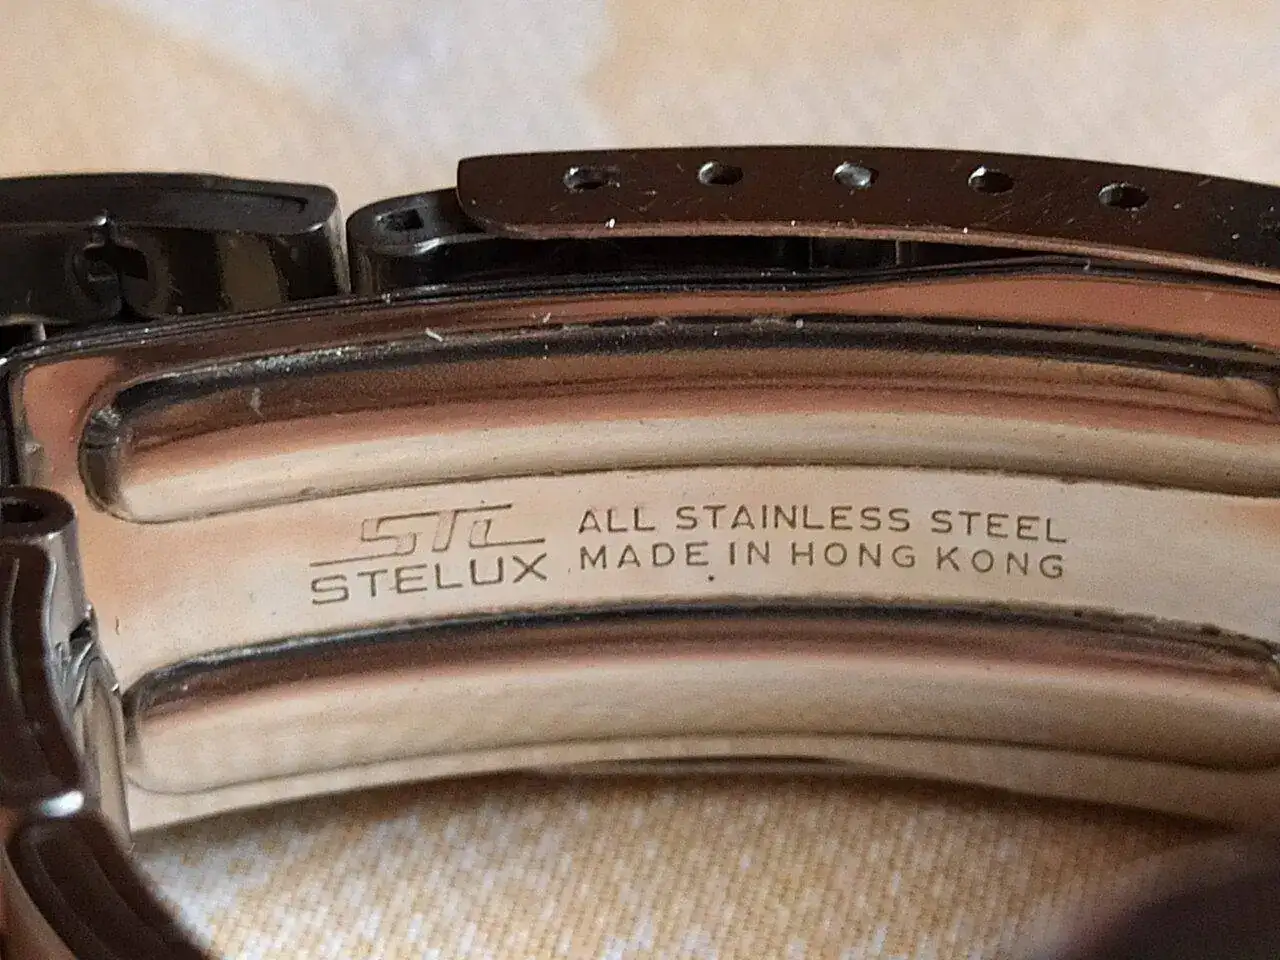 STL
STELUX
ALL STAINLESS STEEL
MADE IN HONG KONG